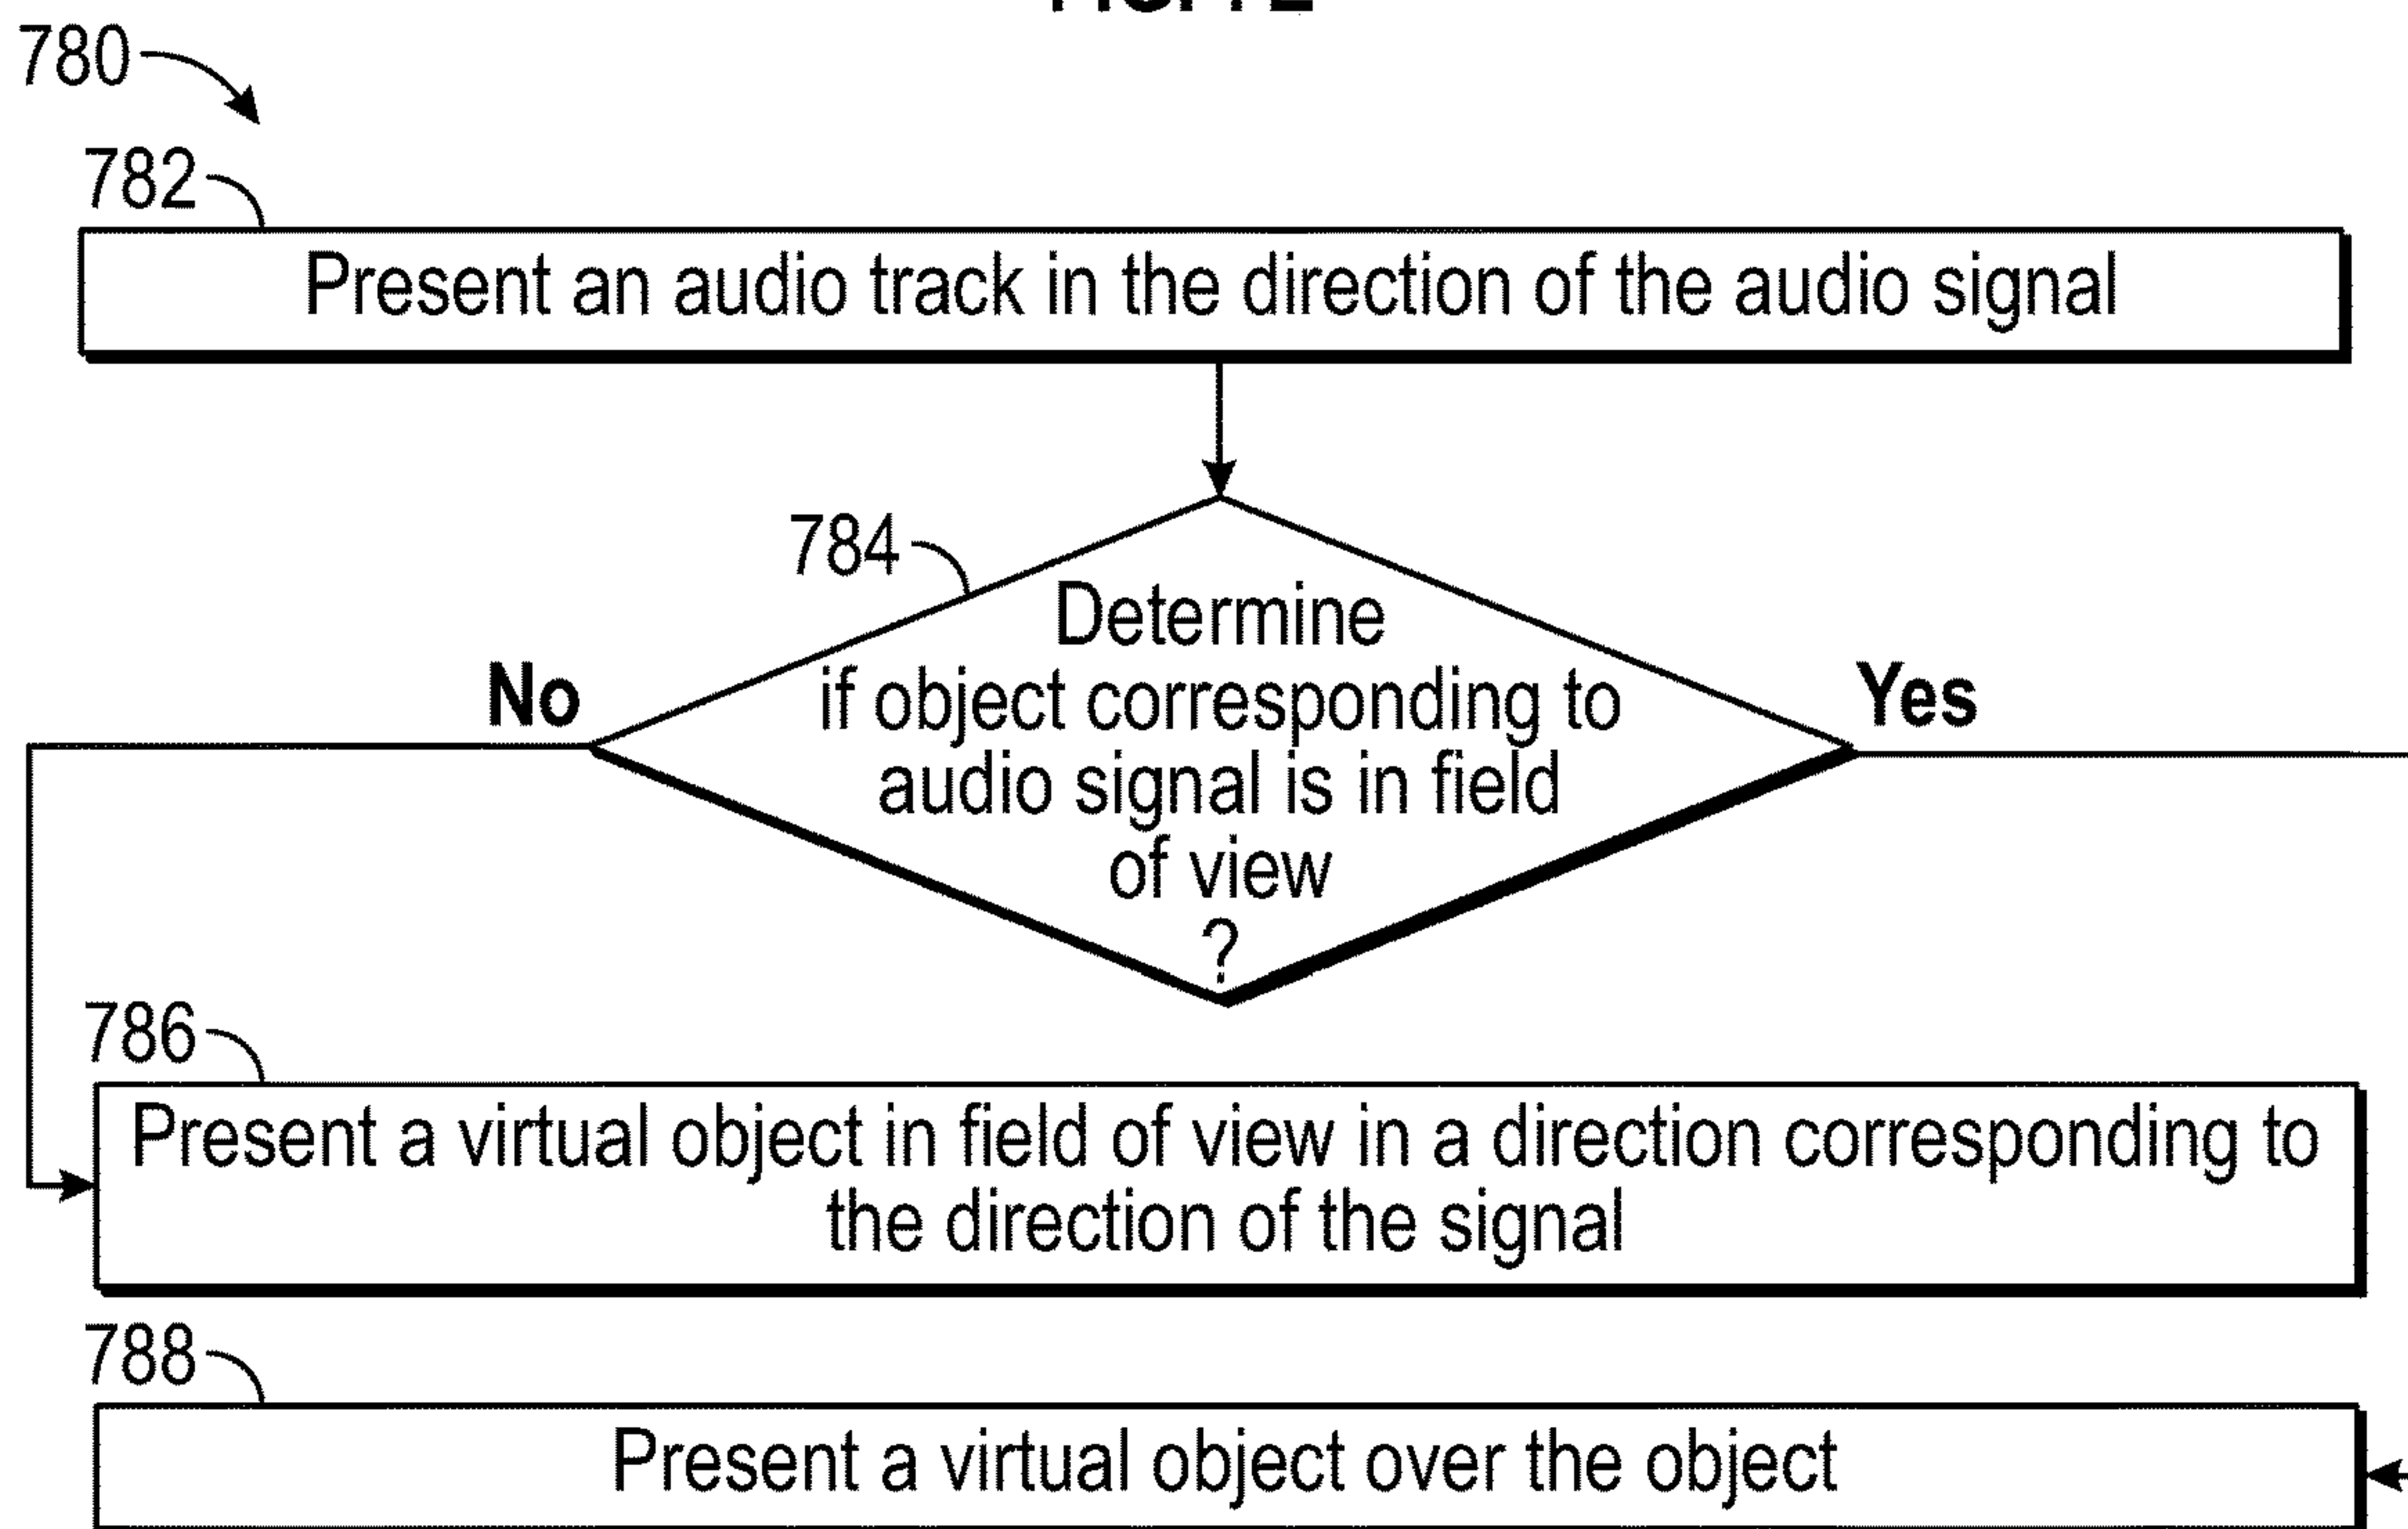 780
782
Present an audio track in the direction of the audio signal
784
Determine
if object corresponding to
audio signal is in field
of view
?
No
Yes
786
Present a virtual object in field of view in a direction corresponding to
the direction of the signal
788
Present a virtual object over the object